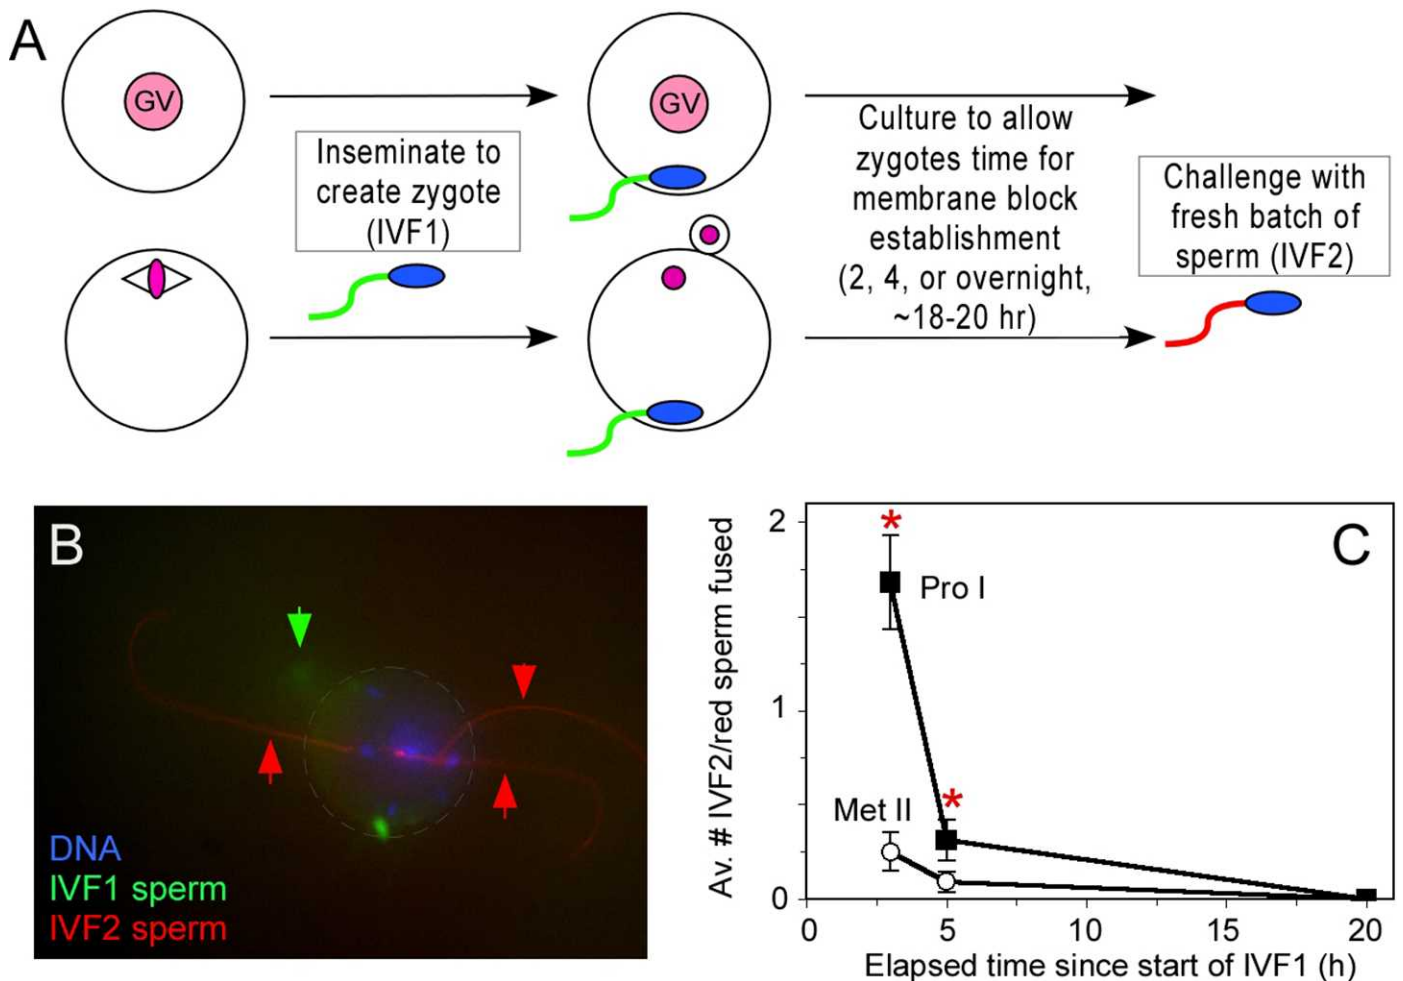 A
GV
Inseminate to
create zygote
(IVF1)
GV
Culture to allow
zygotes time for
membrane block
establishment
(2, 4, or overnight,
~18-20 hr)
Challenge with
fresh batch of
sperm (IVF2)
B
DNA
IVF1 sperm
IVF2 sperm
C
Av. # IVF2/red sperm fused
2
1
0
*
Pro I
*
Met II
0 5 10 15 20
Elapsed time since start of IVF1 (h)